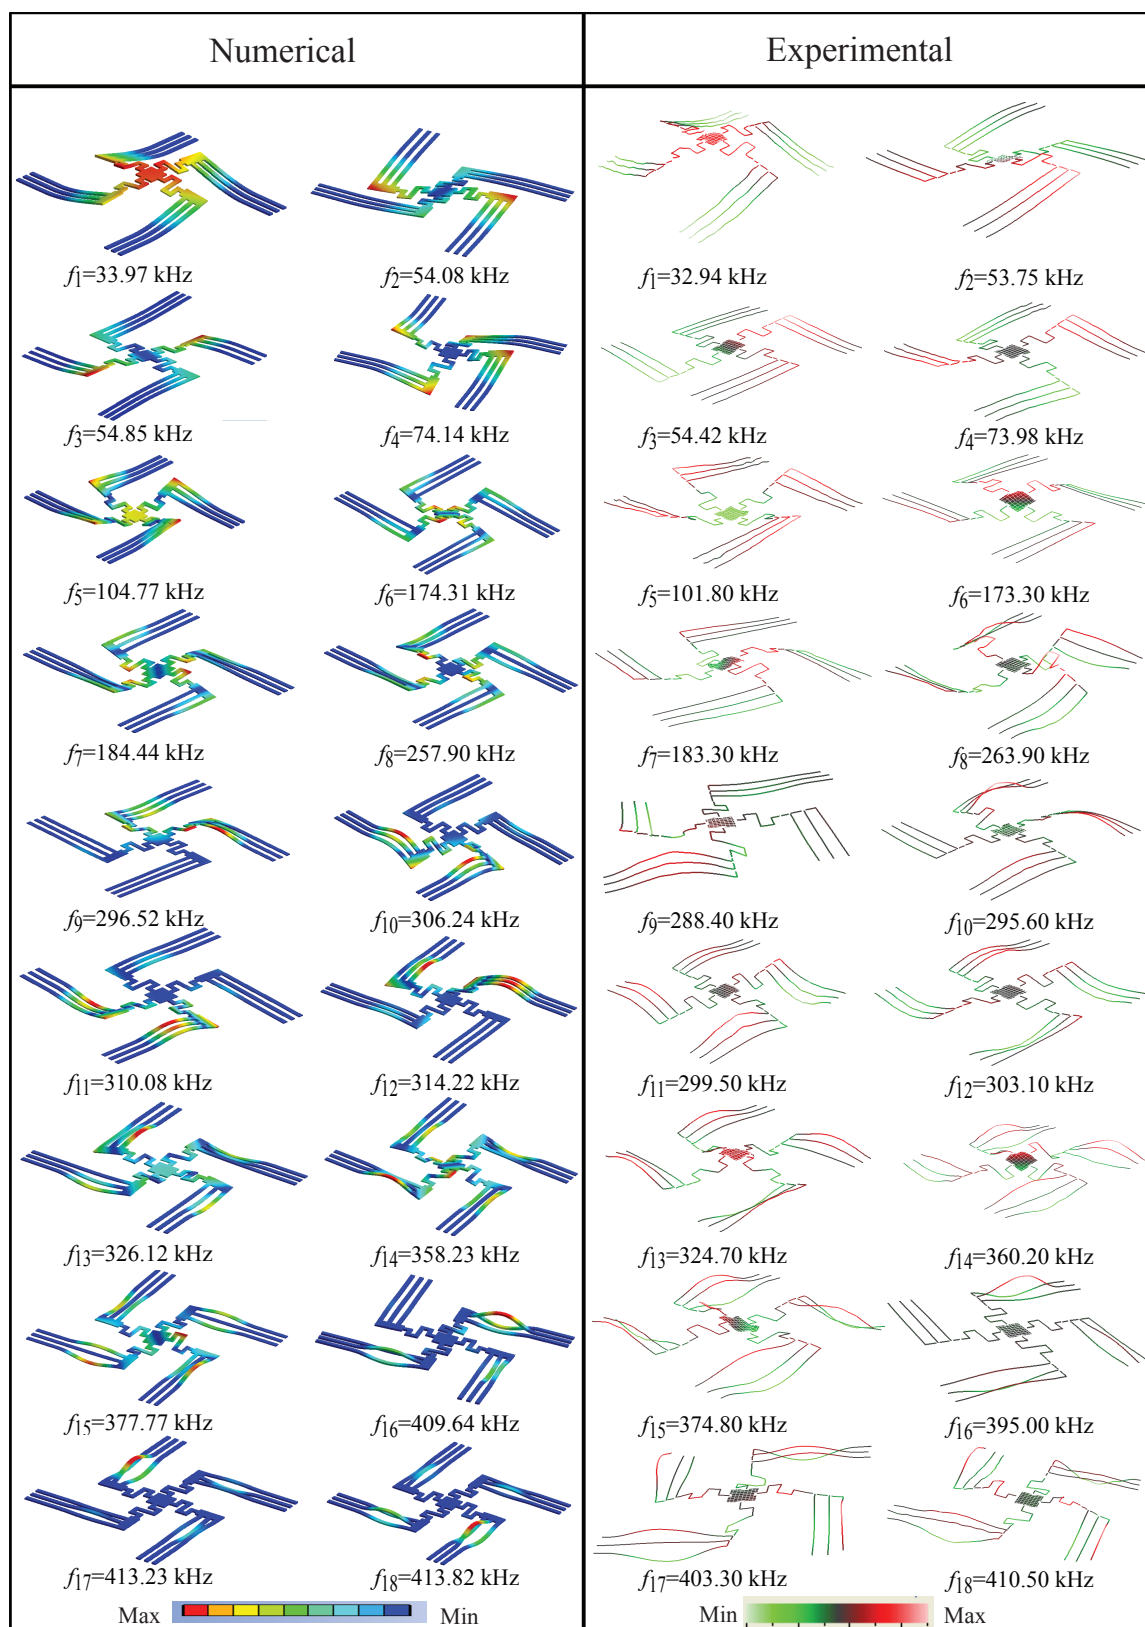 Numerical
Experimental
f1=33.97 kHz
f2=54.08 kHz
f1=32.94 kHz
f2=53.75 kHz
f3=54.85 kHz
f4=74.14 kHz
f3=54.42 kHz
f4=73.98 kHz
f5=104.77 kHz
f6=174.31 kHz
f5=101.80 kHz
f6=173.30 kHz
f7=184.44 kHz
f8=257.90 kHz
f7=183.30 kHz
f8=263.90 kHz
f9=296.52 kHz
f10=306.24 kHz
f9=288.40 kHz
f10=295.60 kHz
f11=310.08 kHz
f12=314.22 kHz
f11=299.50 kHz
f12=303.10 kHz
f13=326.12 kHz
f14=358.23 kHz
f13=324.70 kHz
f14=360.20 kHz
f15=377.77 kHz
f16=409.64 kHz
f15=374.80 kHz
f16=395.00 kHz
f17=413.23 kHz
f18=413.82 kHz
f17=403.30 kHz
f18=410.50 kHz
Max
Min
Min
Max